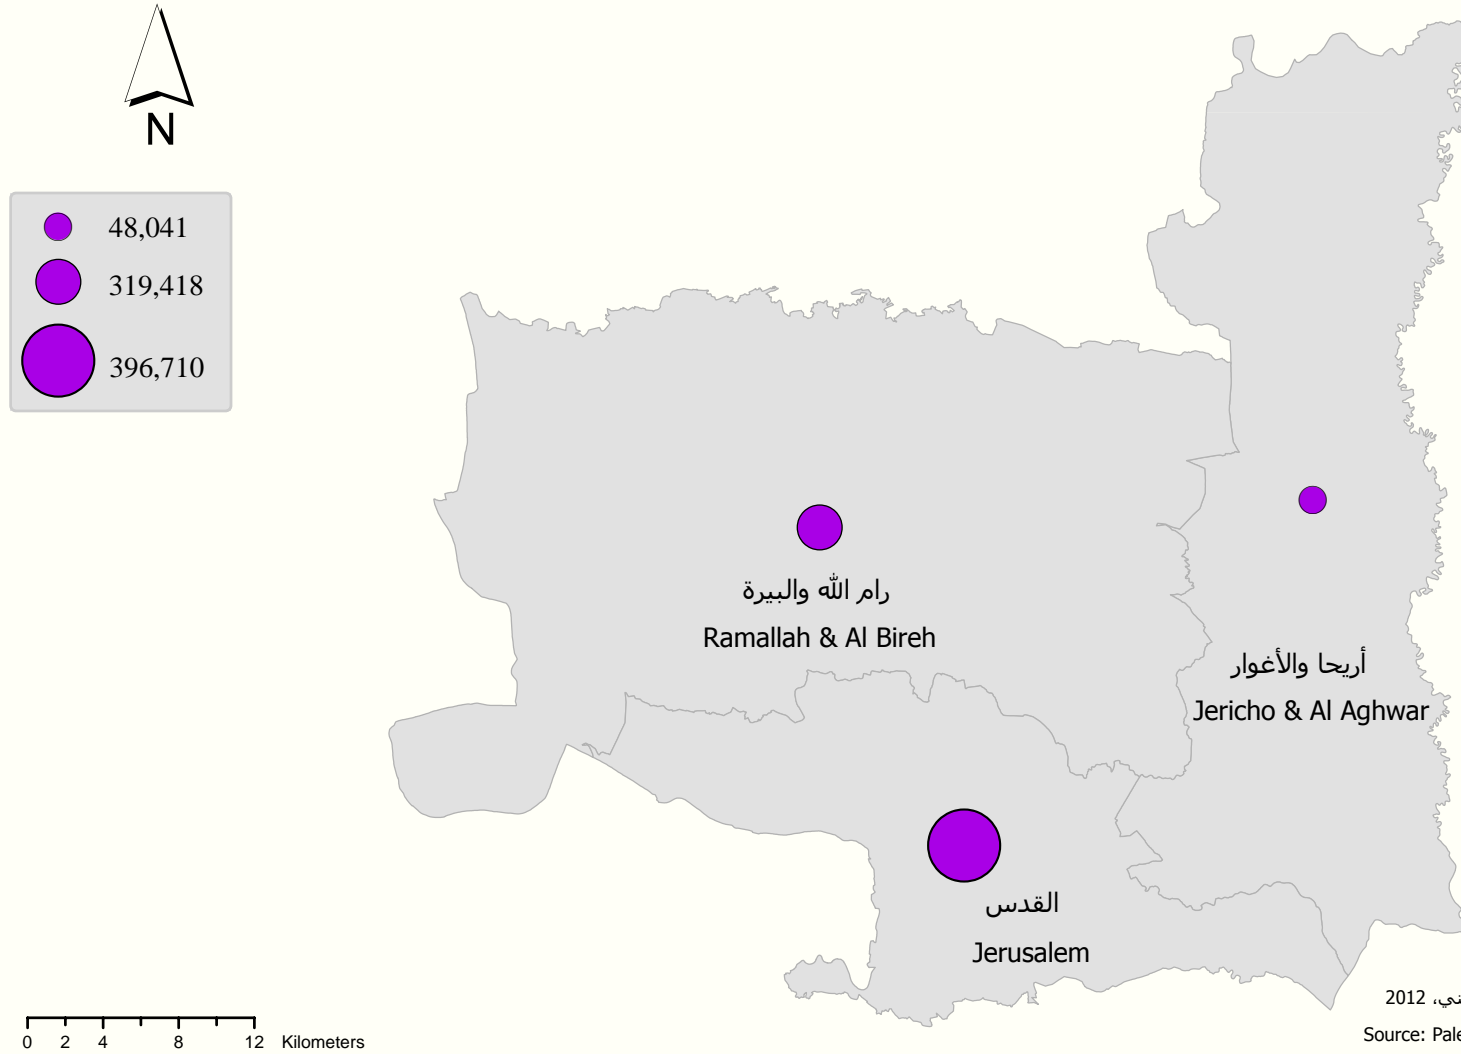 N
48,041
319,418
396,710
رام الله والبيرة
Ramallah & Al Bireh
أريحا والأغوار
Jericho & Al Aghwar
القدس
Jerusalem
2012
Source:
0 2 4 8 12 Kilometers